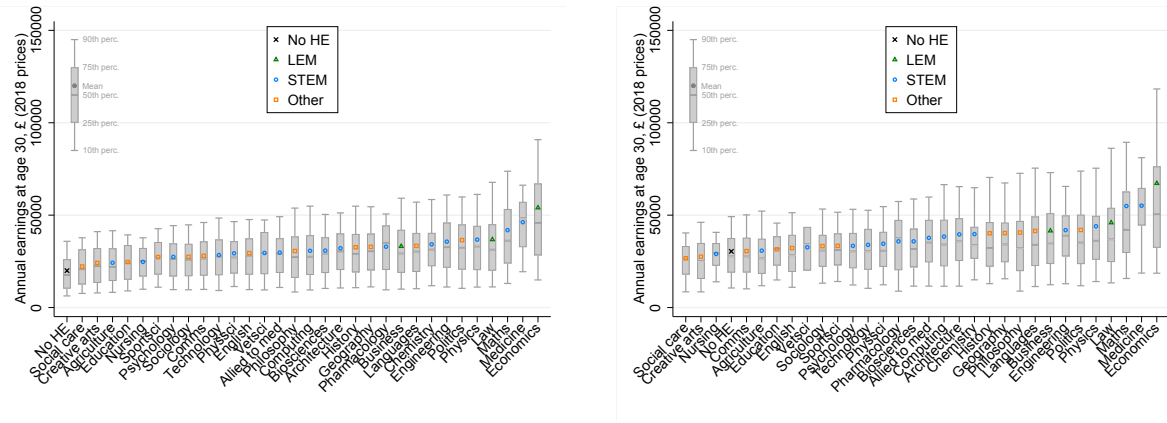 Annual earnings at age 30, £ (2018 prices)
150000
100000
50000
0
90th perc.
75th perc.
Mean
50th perc.
25th perc.
10th perc.
No HE
LEM
STEM
Other
No HE
Social care
Creative arts
Agriculture
Education
Nursing
Sportsci
Psychology
Sociology
Comms
Technology
Physsci
English
Vetsci
Allied to med
Philosophy
Computing
Biosciences
Architecture
History
Geography
Pharmacology
Business
Languages
Chemistry
Engineering
Politics
Physics
Law
Maths
Medicine
Economics
Annual earnings at age 30, £ (2018 prices)
150000
100000
50000
0
90th perc.
75th perc.
Mean
50th perc.
25th perc.
10th perc.
No HE
LEM
STEM
Other
Social care
Creative arts
Nursing
No HE
Comms
Agriculture
Education
English
Vetsci
Sociology
Sportsci
Psychology
Technology
Physsci
Pharmacology
Biosciences
Allied to med
Computing
Architecture
Chemistry
History
Geography
Philosophy
Languages
Business
Engineering
Politics
Physics
Law
Maths
Medicine
Economics